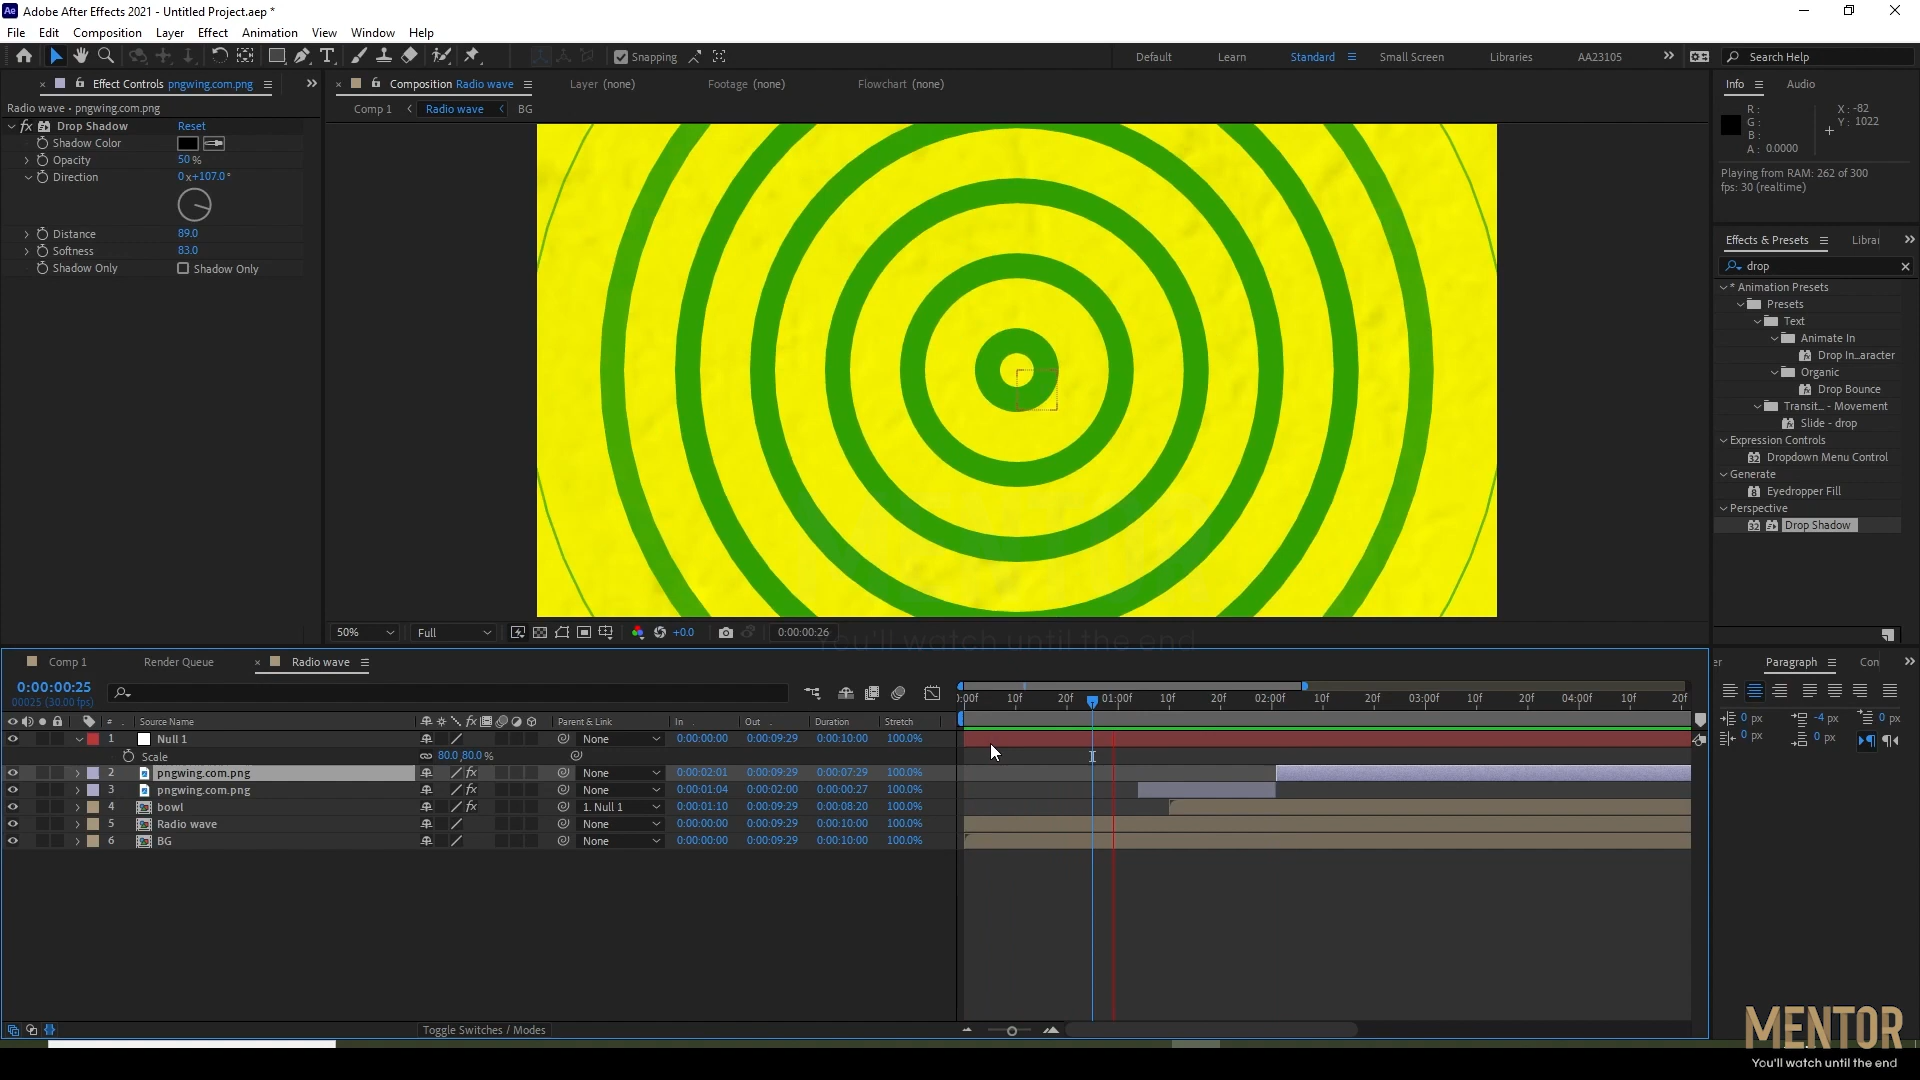 Adobe After Effects 2021 - Untitled Project.aep *
File Edit Composition Layer Effect Animation View Window Help
Snapping
Default Learn Standard Small Screen Libraries AA23105
Search Help
Effect Controls pngwing.com.png
Radio wave • pngwing.com.png
fx Drop Shadow Reset
Shadow Color
Opacity 50 %
Direction 0 x+107.0 °
Distance 89.0
Softness 83.0
Shadow Only Shadow Only
Composition Radio wave
Layer (none)
Footage (none)
Flowchart (none)
Comp 1 Radio wave BG
50% Full +0.0 0:00:00:26
Info Audio
R :
G :
B :
A : 0.0000
X : -82
Y : 1022
Playing from RAM: 262 of 300
fps: 30 (realtime)
Effects & Presets Librai
drop
* Animation Presets
Presets
Text
Animate In
Drop In...aracter
Organic
Drop Bounce
Transit... - Movement
Slide - drop
Expression Controls
Dropdown Menu Control
Generate
Eyedropper Fill
Perspective
Drop Shadow
You'll watch until the end
Comp 1 Render Queue Radio wave
0:00:00:25
00025 (30.00 fps)
:00f 10f 20f 01:00f 10f 20f 02:00f 10f 20f 03:00f 10f 20f 04:00f 10f 20f
# Source Name fx Parent & Link In Out Duration Stretch
1 Null 1 None 0:00:00:00 0:00:09:29 0:00:10:00 100.0%
Scale 80.0,80.0 %
2 pngwing.com.png fx None 0:00:02:01 0:00:09:29 0:00:07:29 100.0%
3 pngwing.com.png fx None 0:00:01:04 0:00:02:00 0:00:00:27 100.0%
4 bowl fx 1. Null 1 0:00:01:10 0:00:09:29 0:00:08:20 100.0%
5 Radio wave None 0:00:00:00 0:00:09:29 0:00:10:00 100.0%
6 BG None 0:00:00:00 0:00:09:29 0:00:10:00 100.0%
Toggle Switches / Modes
er Paragraph Con
0 px -4 px 0 px
0 px 0 px
MENTOR
You'll watch until the end